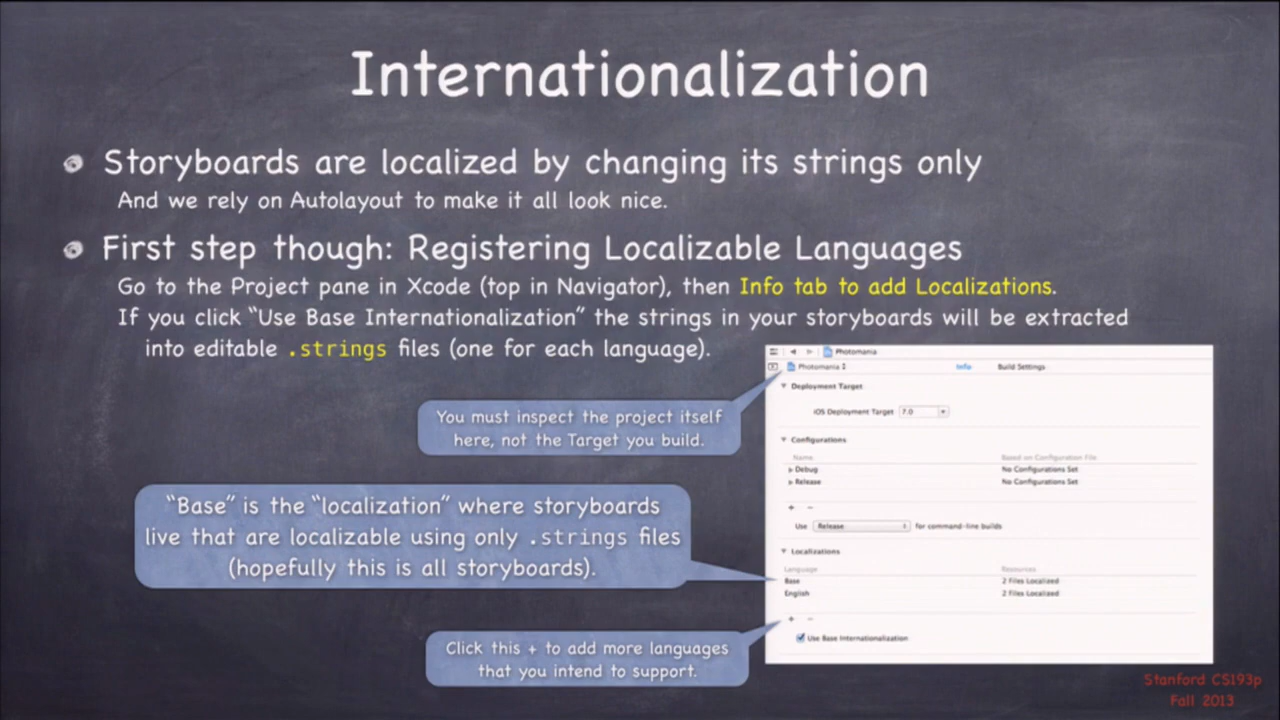 Internationalization
Storyboards are localized by changing its strings only
And we rely on Autolayout to make it all look nice.
First step though: Registering Localizable Languages
Go to the Project pane in Xcode (top in Navigator), then Info tab to add Localizations.
If you click “Use Base Internationalization” the strings in your storyboards will be extracted
into editable .strings files (one for each language).
You must inspect the project itself
here, not the Target you build.
“Base” is the “localization” where storyboards
live that are localizable using only .strings files
(hopefully this is all storyboards).
Click this + to add more languages
that you intend to support.
Photomania
Photomania Info Build Settings
Deployment Target
iOS Deployment Target 7.0
Configurations
Name Based on Configuration File
Debug No Configurations Set
Release No Configurations Set
+ −
Use Release for command-line builds
Localizations
Language Resources
Base 2 Files Localized
English 2 Files Localized
+ −
Use Base Internationalization
Stanford CS193p
Fall 2013